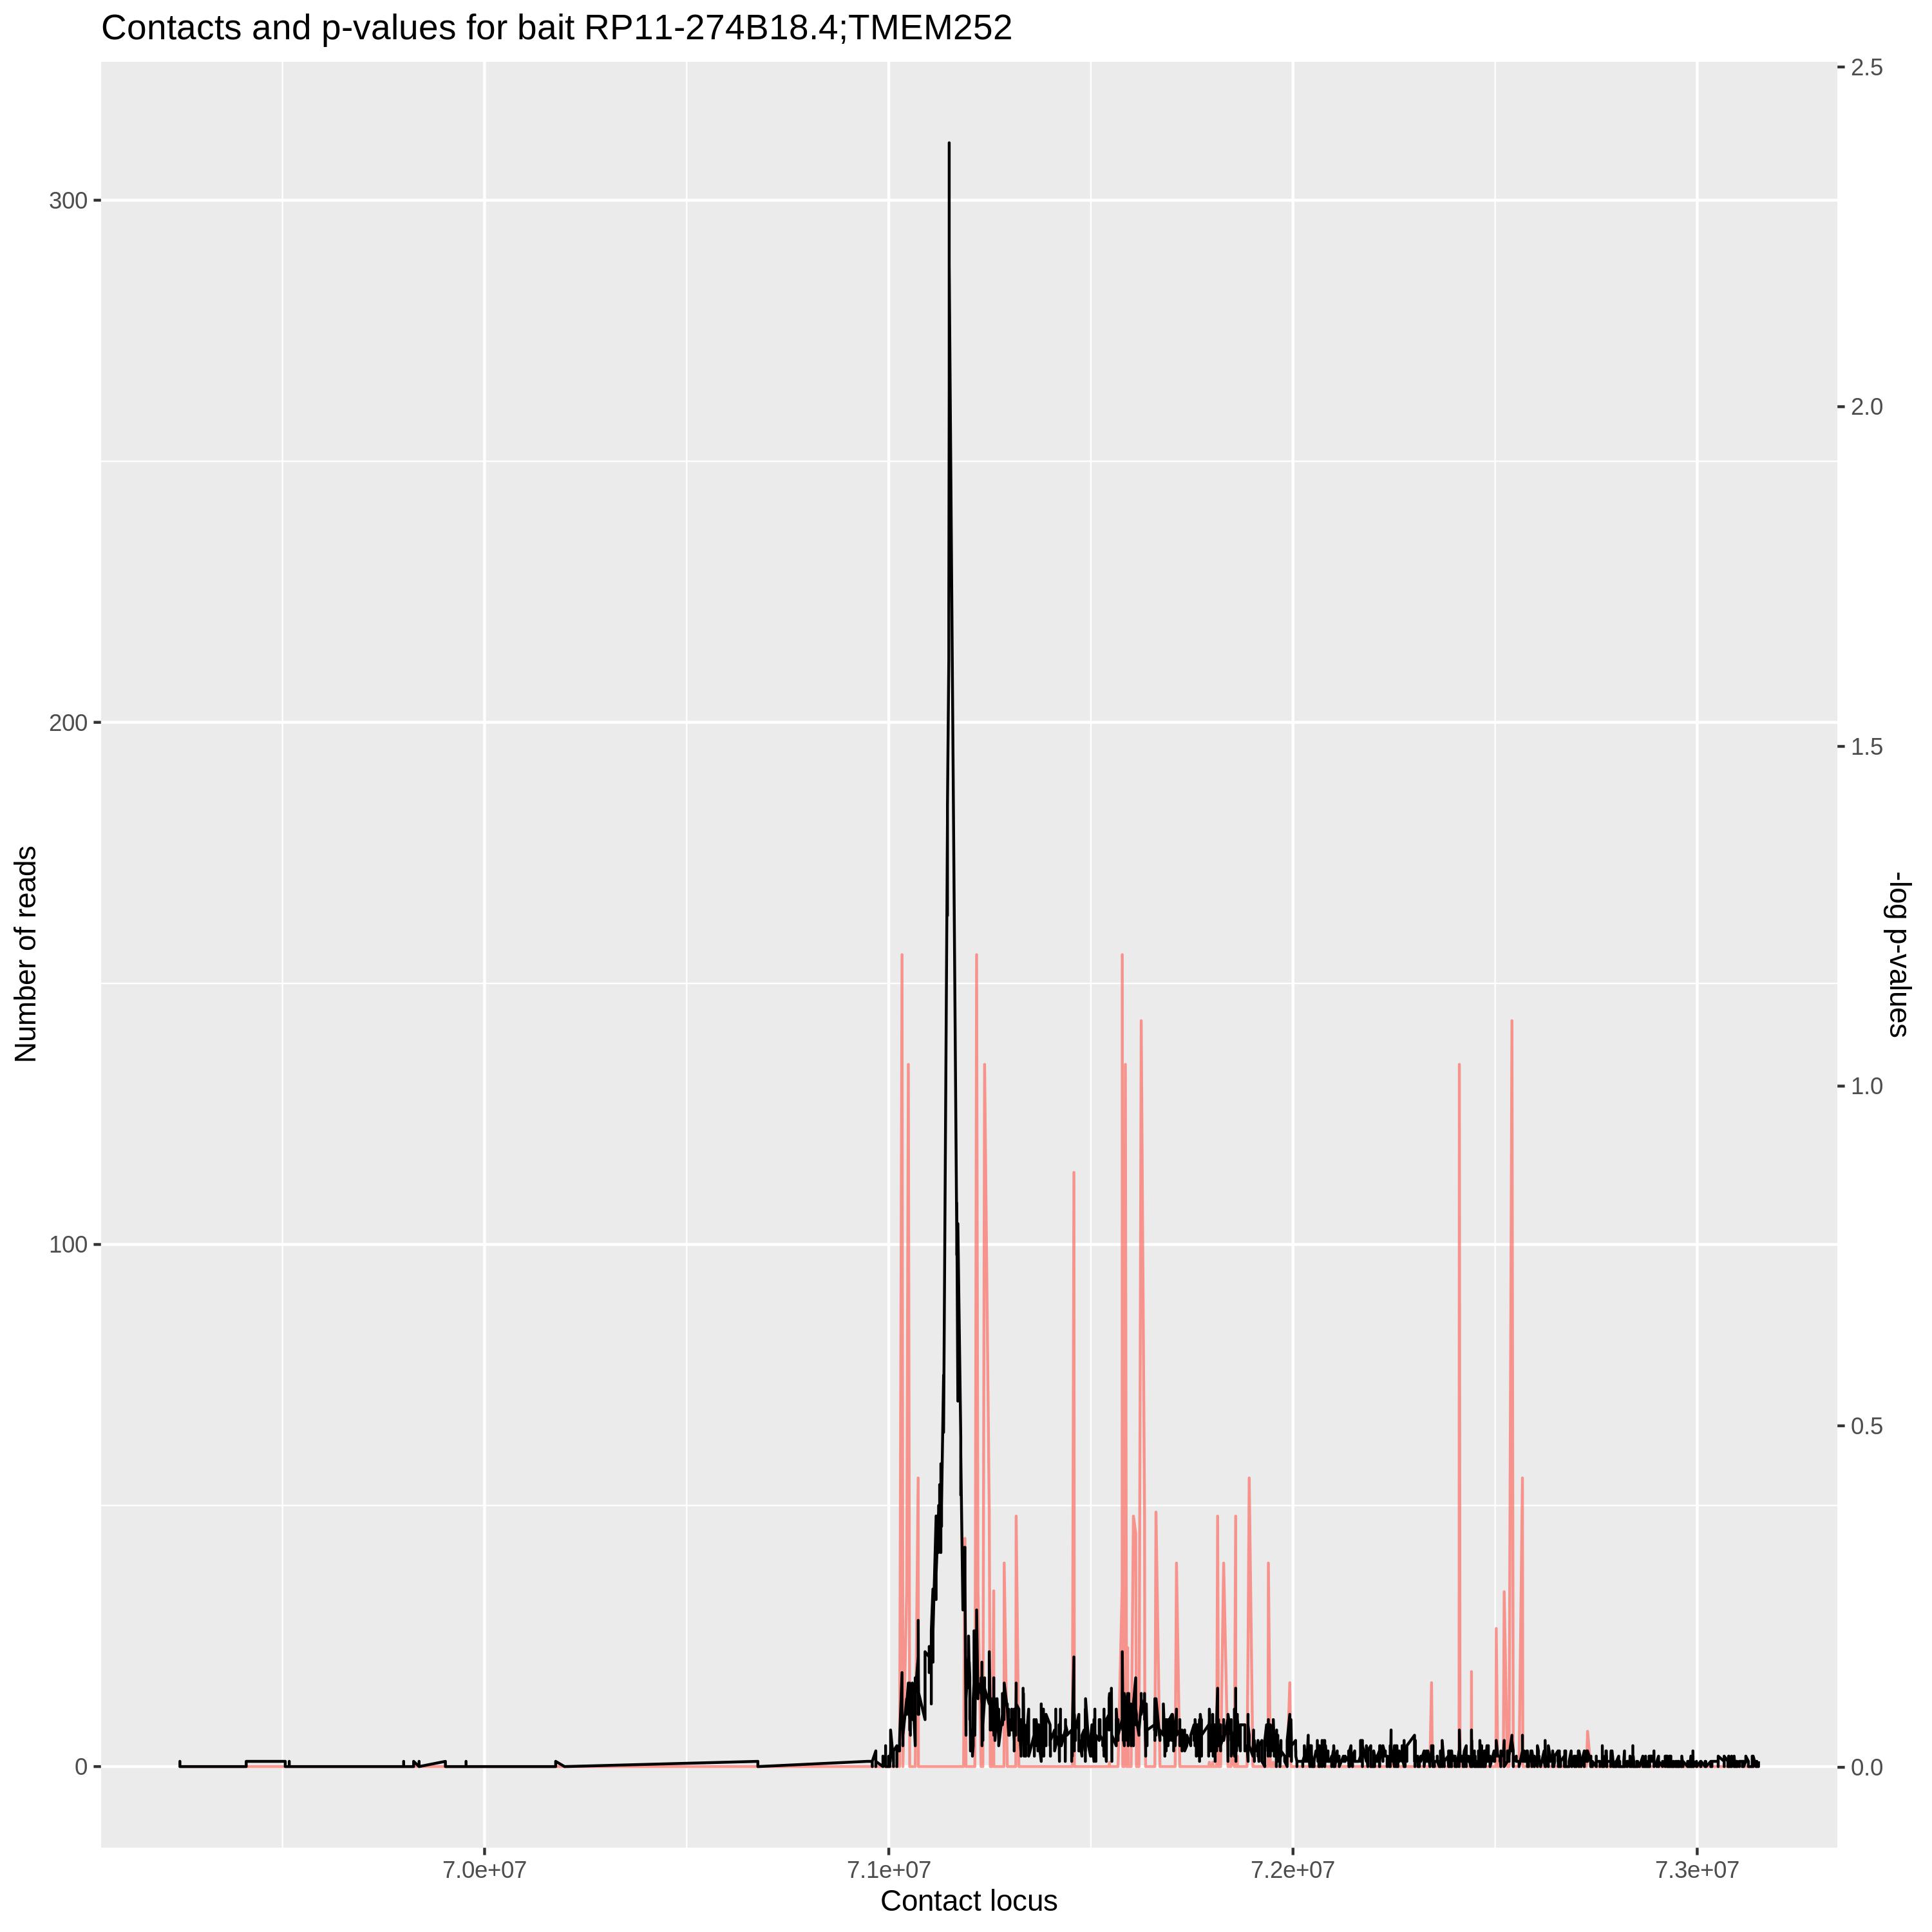 Contacts and p-values for bait RP11-274B18.4;TMEM252
Number of reads
300
200
100
0
2.5
2.0
1.5
1.0
0.5
0.0
-log p-values
7.0e+07 7.1e+07 7.2e+07 7.3e+07
Contact locus